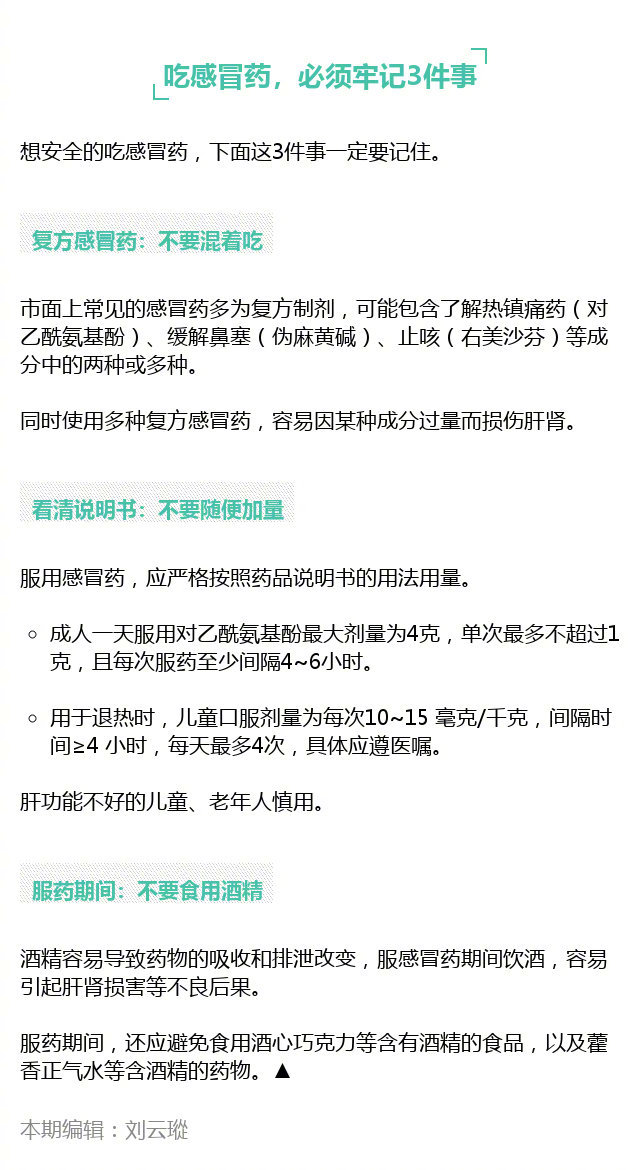 吃感冒药，必须牢记3件事
想安全的吃感冒药，下面这3件事一定要记住。
复方感冒药：不要混着吃
市面上常见的感冒药多为复方制剂，可能包含了解热镇痛药（对
乙酰氨基酚）、缓解鼻塞（伪麻黄碱）、止咳（右美沙芬）等成
分中的两种或多种。
同时使用多种复方感冒药，容易因某种成分过量而损伤肝肾。
看清说明书：不要随便加量
服用感冒药，应严格按照药品说明书的用法用量。
成人一天服用对乙酰氨基酚最大剂量为4克，单次最多不超过1
克，且每次服药至少间隔4~6小时。
用于退热时，儿童口服剂量为每次10~15 毫克/千克，间隔时
间≥4 小时，每天最多4次，具体应遵医嘱。
肝功能不好的儿童、老年人慎用。
服药期间：不要食用酒精
酒精容易导致药物的吸收和排泄改变，服感冒药期间饮酒，容易
引起肝肾损害等不良后果。
服药期间，还应避免食用酒心巧克力等含有酒精的食品，以及藿
香正气水等含酒精的药物。▲
本期编辑：刘云瑽